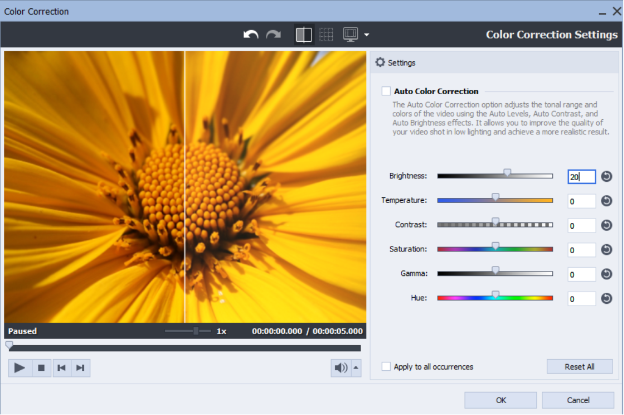 Color Correction
Color Correction Settings
Settings
Auto Color Correction
The Auto Color Correction option adjusts the tonal range and
colors of the video using the Auto Levels, Auto Contrast, and
Auto Brightness effects. It allows you to improve the quality of
your video shot in low lighting and achieve a more realistic result.
Brightness: 20
Temperature: 0
Contrast: 0
Saturation: 0
Gamma: 0
Hue: 0
Paused 1x 00:00:00.000 / 00:00:05.000
Apply to all occurrences Reset All
OK Cancel